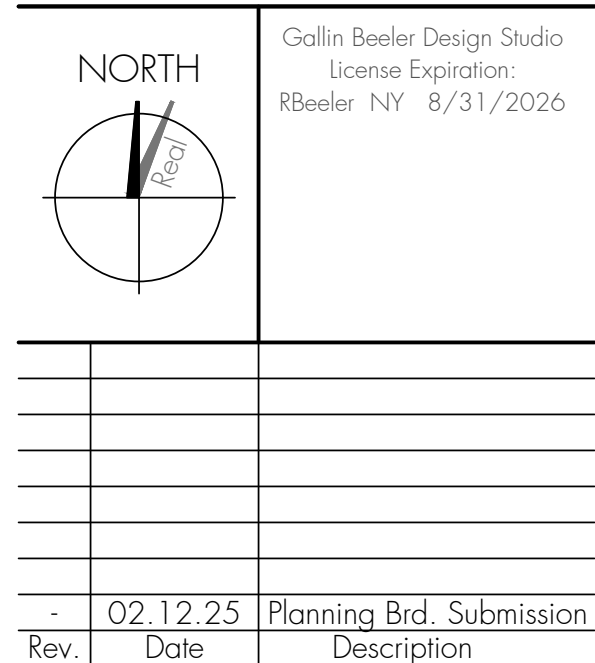 NORTH
Real
Gallin Beeler Design Studio
License Expiration:
RBeeler NY 8/31/2026
- 02.12.25 Planning Brd. Submission
Rev. Date Description